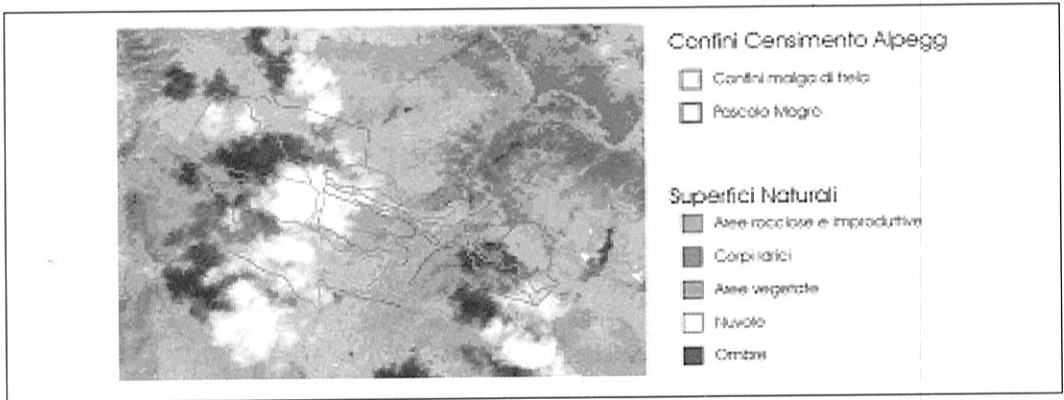 Confini Censimento Alpegg
Confini malga di
Pascolo Magro
Superfici Naturali
Aree rocciose e improduttive
Corpi idrici
Aree vegetate
Nuvole
Ombre